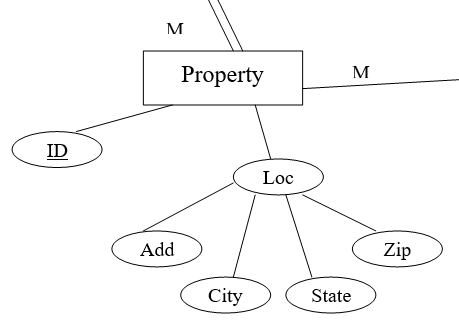 M
Property
M
ID
Loc
Add
Zip
City
State